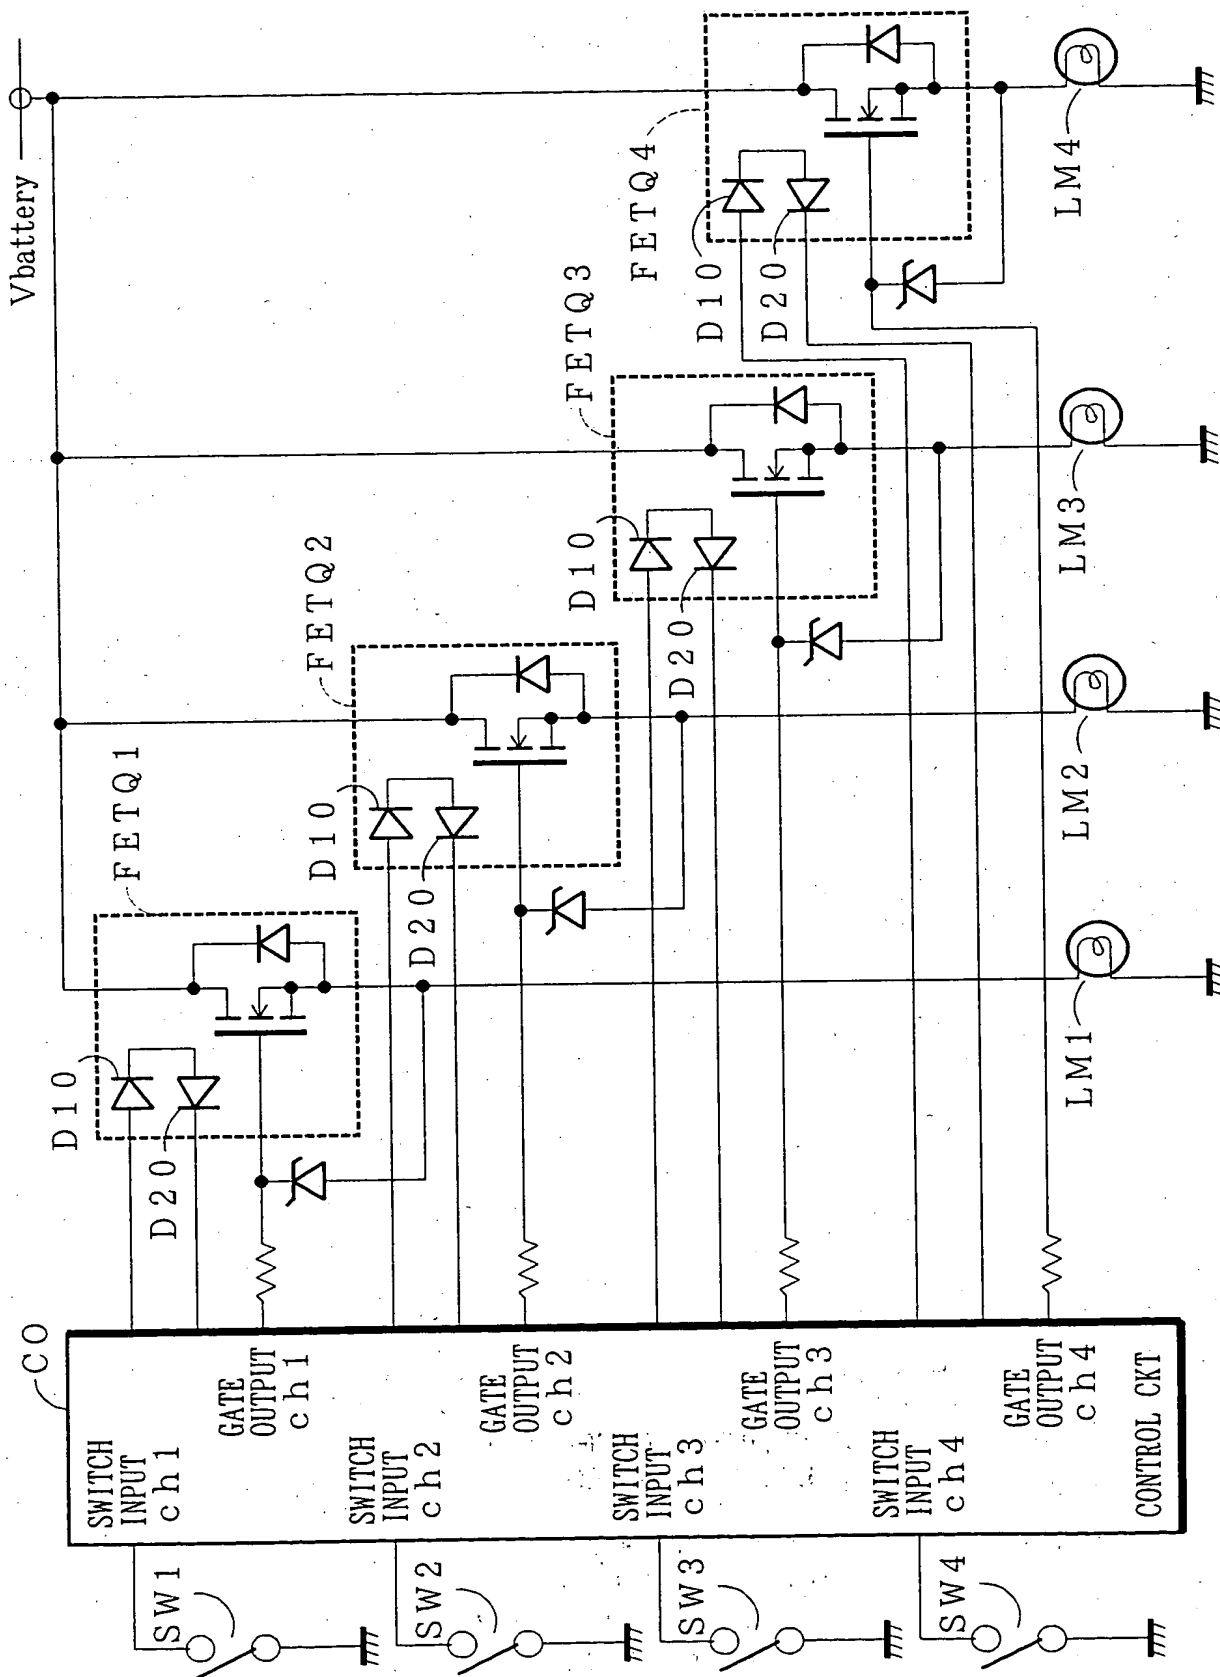 Vbattery
FETQ1
D10
D20
FETQ2
D10
D20
FETQ3
D10
D20
FETQ4
D10
D20
LM1
LM2
LM3
LM4
CO
SWITCH
INPUT
ch1
GATE
OUTPUT
ch1
SWITCH
INPUT
ch2
GATE
OUTPUT
ch2
SWITCH
INPUT
ch3
GATE
OUTPUT
ch3
SWITCH
INPUT
ch4
GATE
OUTPUT
ch4
CONTROL CKT
SW1
SW2
SW3
SW4